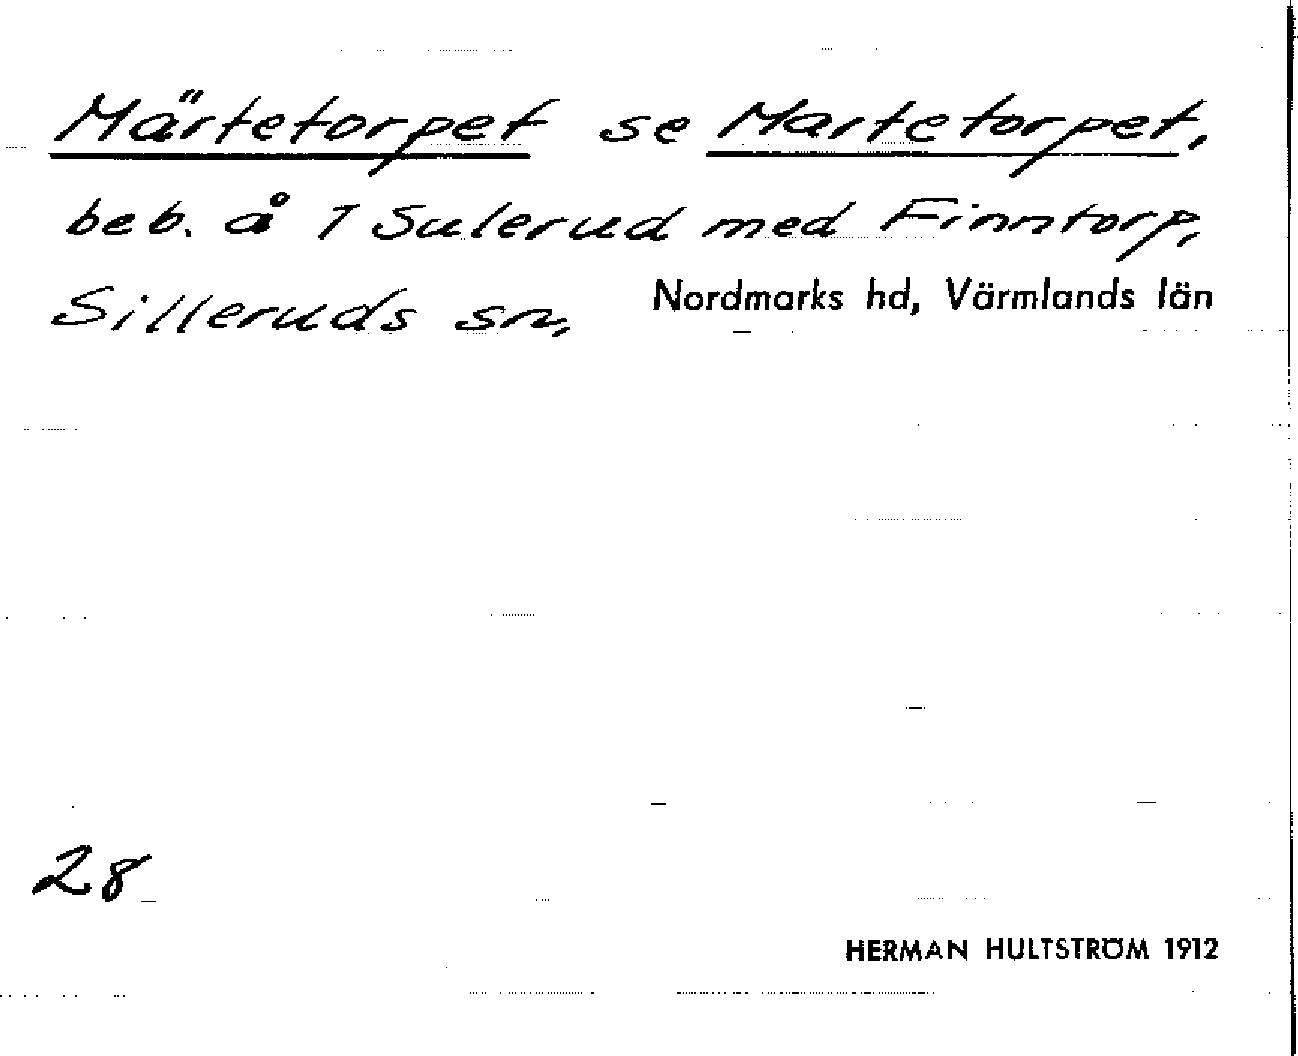 Märtetorpet se Martetorpet,
beb. å 1 Sulerud med Finntorp,
Silleruds sn, Nordmarks hd, Värmlands län
28
HERMAN HULTSTRÖM 1912